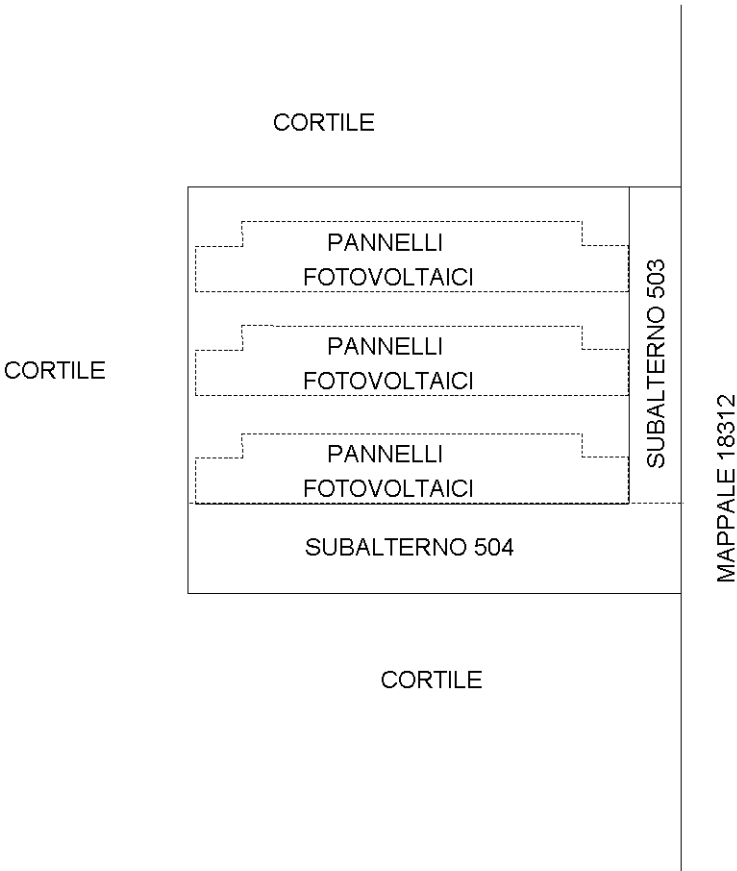 CORTILE
PANNELLI
FOTOVOLTAICI
PANNELLI
FOTOVOLTAICI
PANNELLI
FOTOVOLTAICI
SUBALTERNO 503
CORTILE
MAPPALE 18312
SUBALTERNO 504
CORTILE